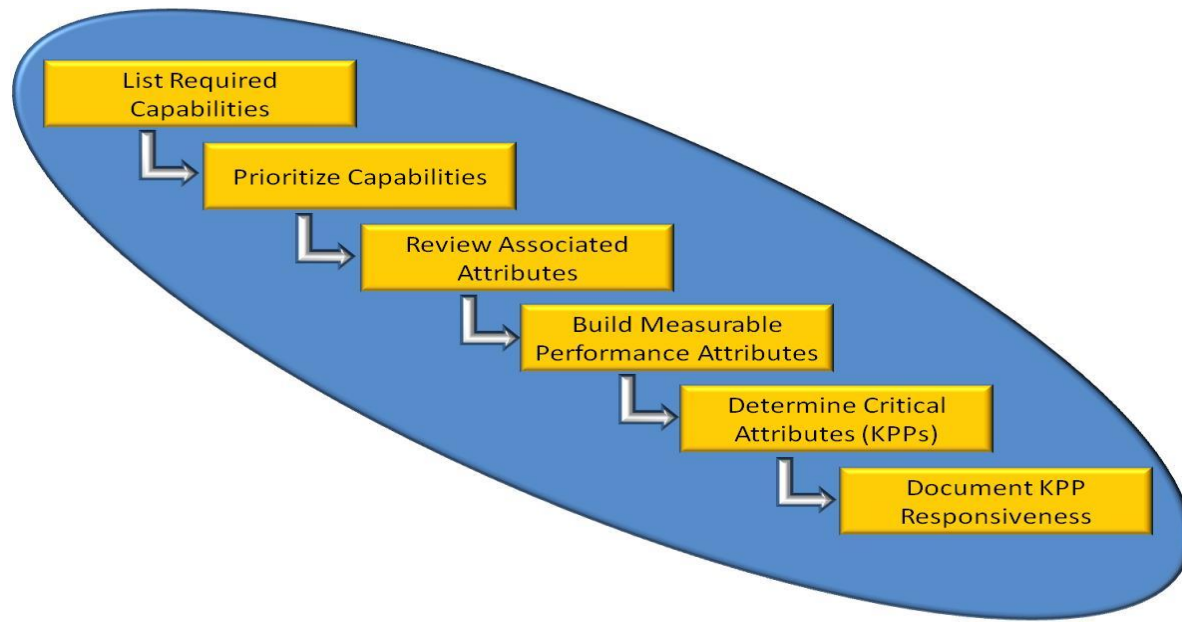 List Required
Capabilities
Prioritize Capabilities
Review Associated
Attributes
Build Measurable
Performance Attributes
Determine Critical
Attributes (KPPs)
Document KPP
Responsiveness